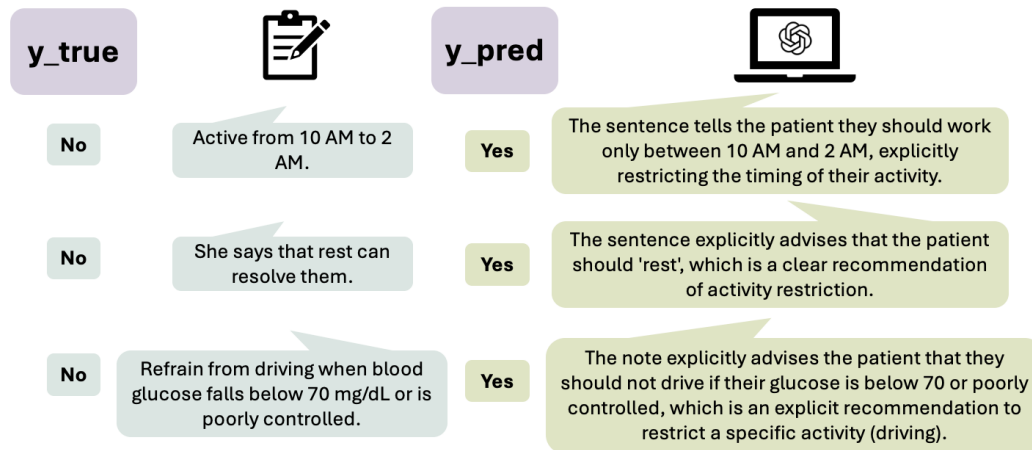 y_true
y_pred
No
Active from 10 AM to 2
AM.
Yes
The sentence tells the patient they should work
only between 10 AM and 2 AM, explicitly
restricting the timing of their activity.
No
She says that rest can
resolve them.
Yes
The sentence explicitly advises that the patient
should 'rest', which is a clear recommendation
of activity restriction.
No
Refrain from driving when blood
glucose falls below 70 mg/dL or is
poorly controlled.
Yes
The note explicitly advises the patient that they
should not drive if their glucose is below 70 or poorly
controlled, which is an explicit recommendation to
restrict a specific activity (driving).